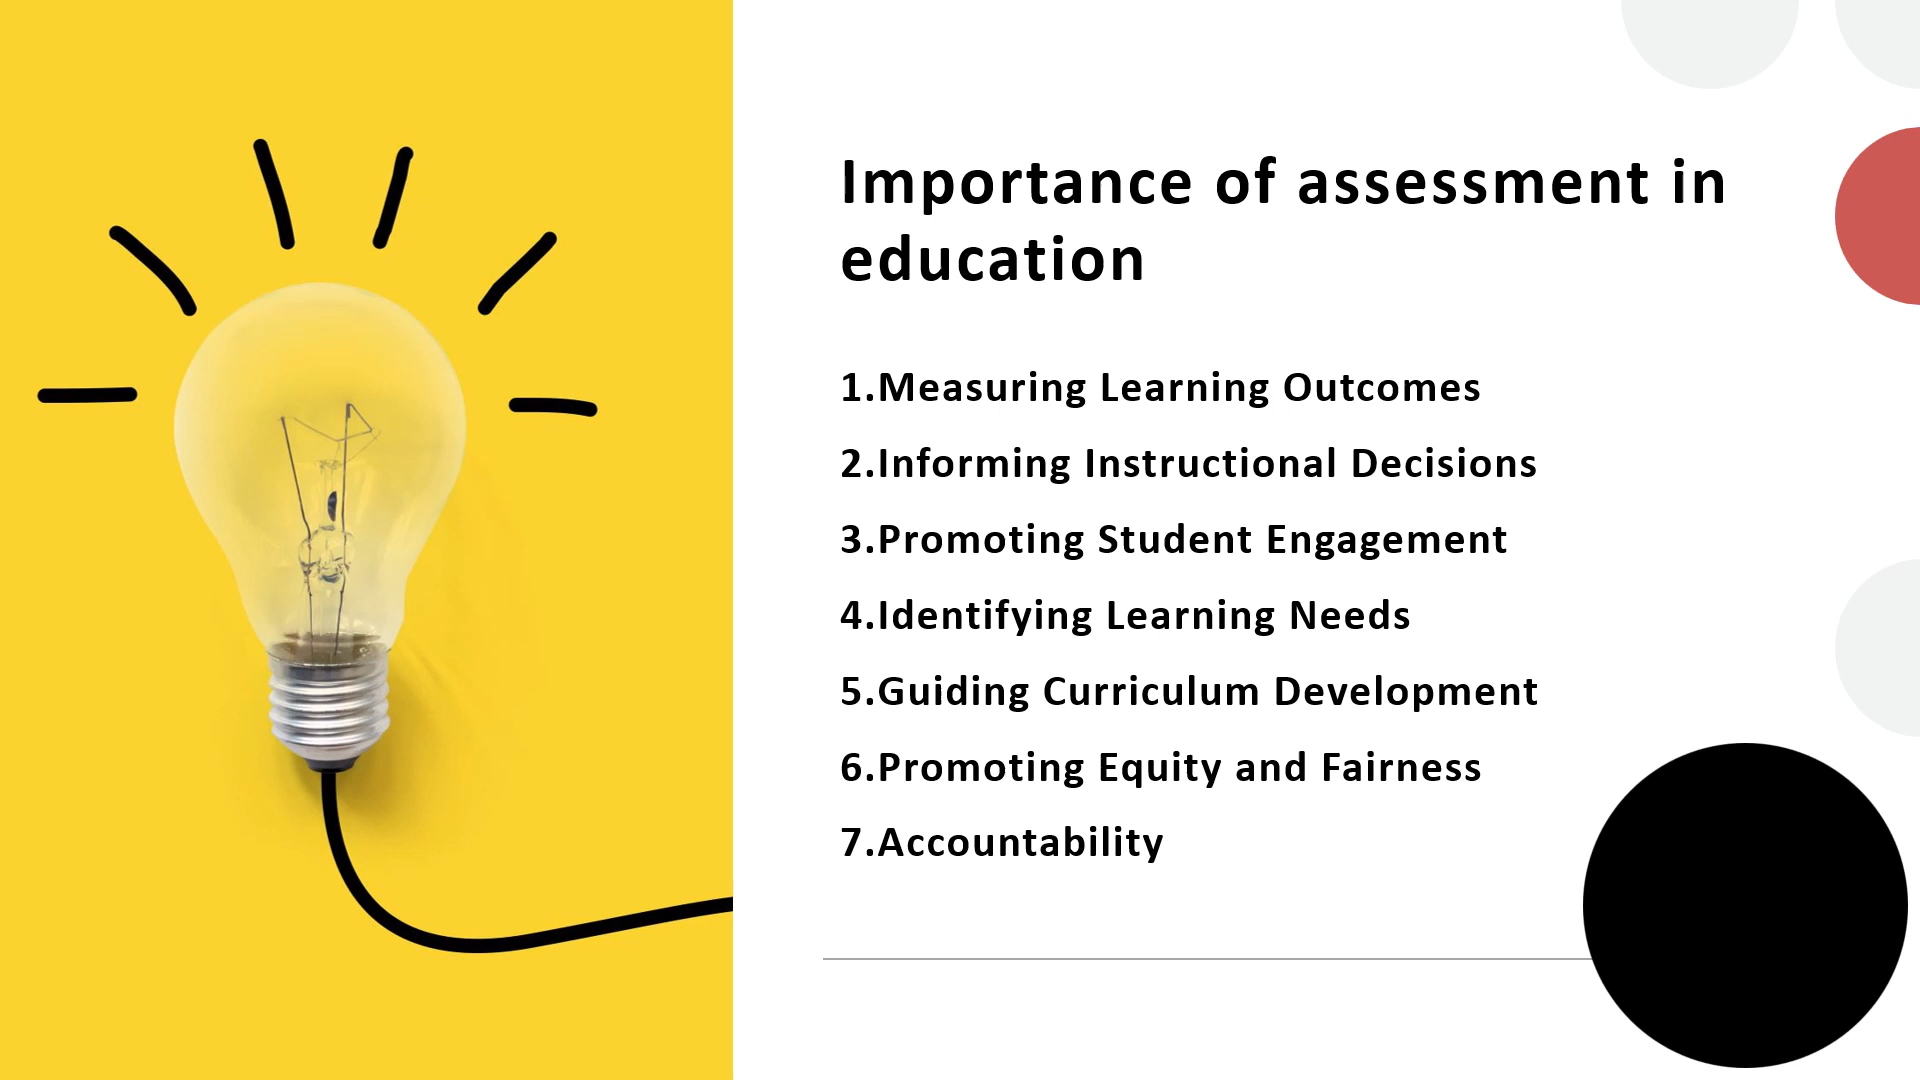 Importance of assessment in
education
1.Measuring Learning Outcomes
2.Informing Instructional Decisions
3.Promoting Student Engagement
4.Identifying Learning Needs
5.Guiding Curriculum Development
6.Promoting Equity and Fairness
7.Accountability